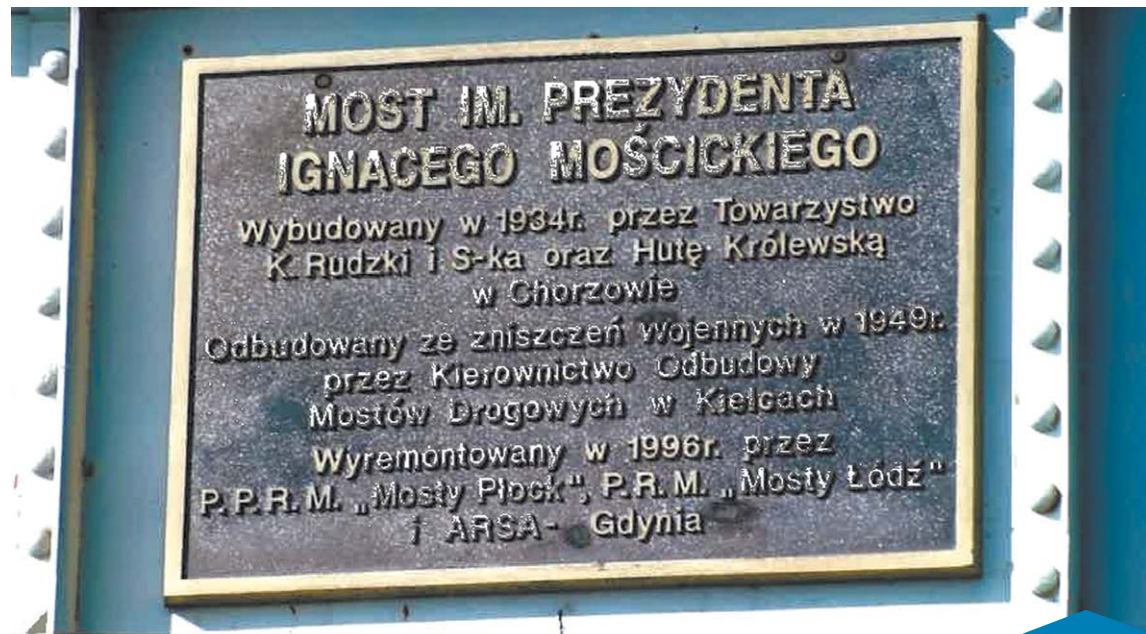 MOST IM. PREZYDENTA
IGNACEGO MOŚCICKIEGO
Wybudowany w 1934r. przez Towarzystwo
K. Rudzki i S-ka oraz Hutę Królewską
w Chorzowie
Odbudowany ze zniszczeń wojennych w 1949r.
przez Kierownictwo Odbudowy
Mostów Drogowych w Kielcach
Wyremontowany w 1996r. przez
P.P.R.M. „Mosty Płock", P.R.M. „Mosty Łódź"
i ARSA- Gdynia